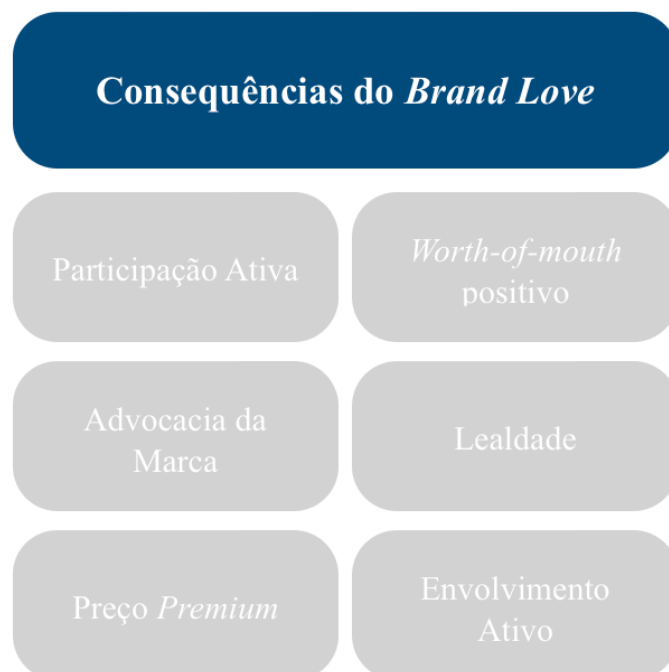 Consequências do Brand Love
Participação Ativa
Worth-of-mouth
positivo
Advocacia da
Marca
Lealdade
Preço Premium
Envolvimento
Ativo